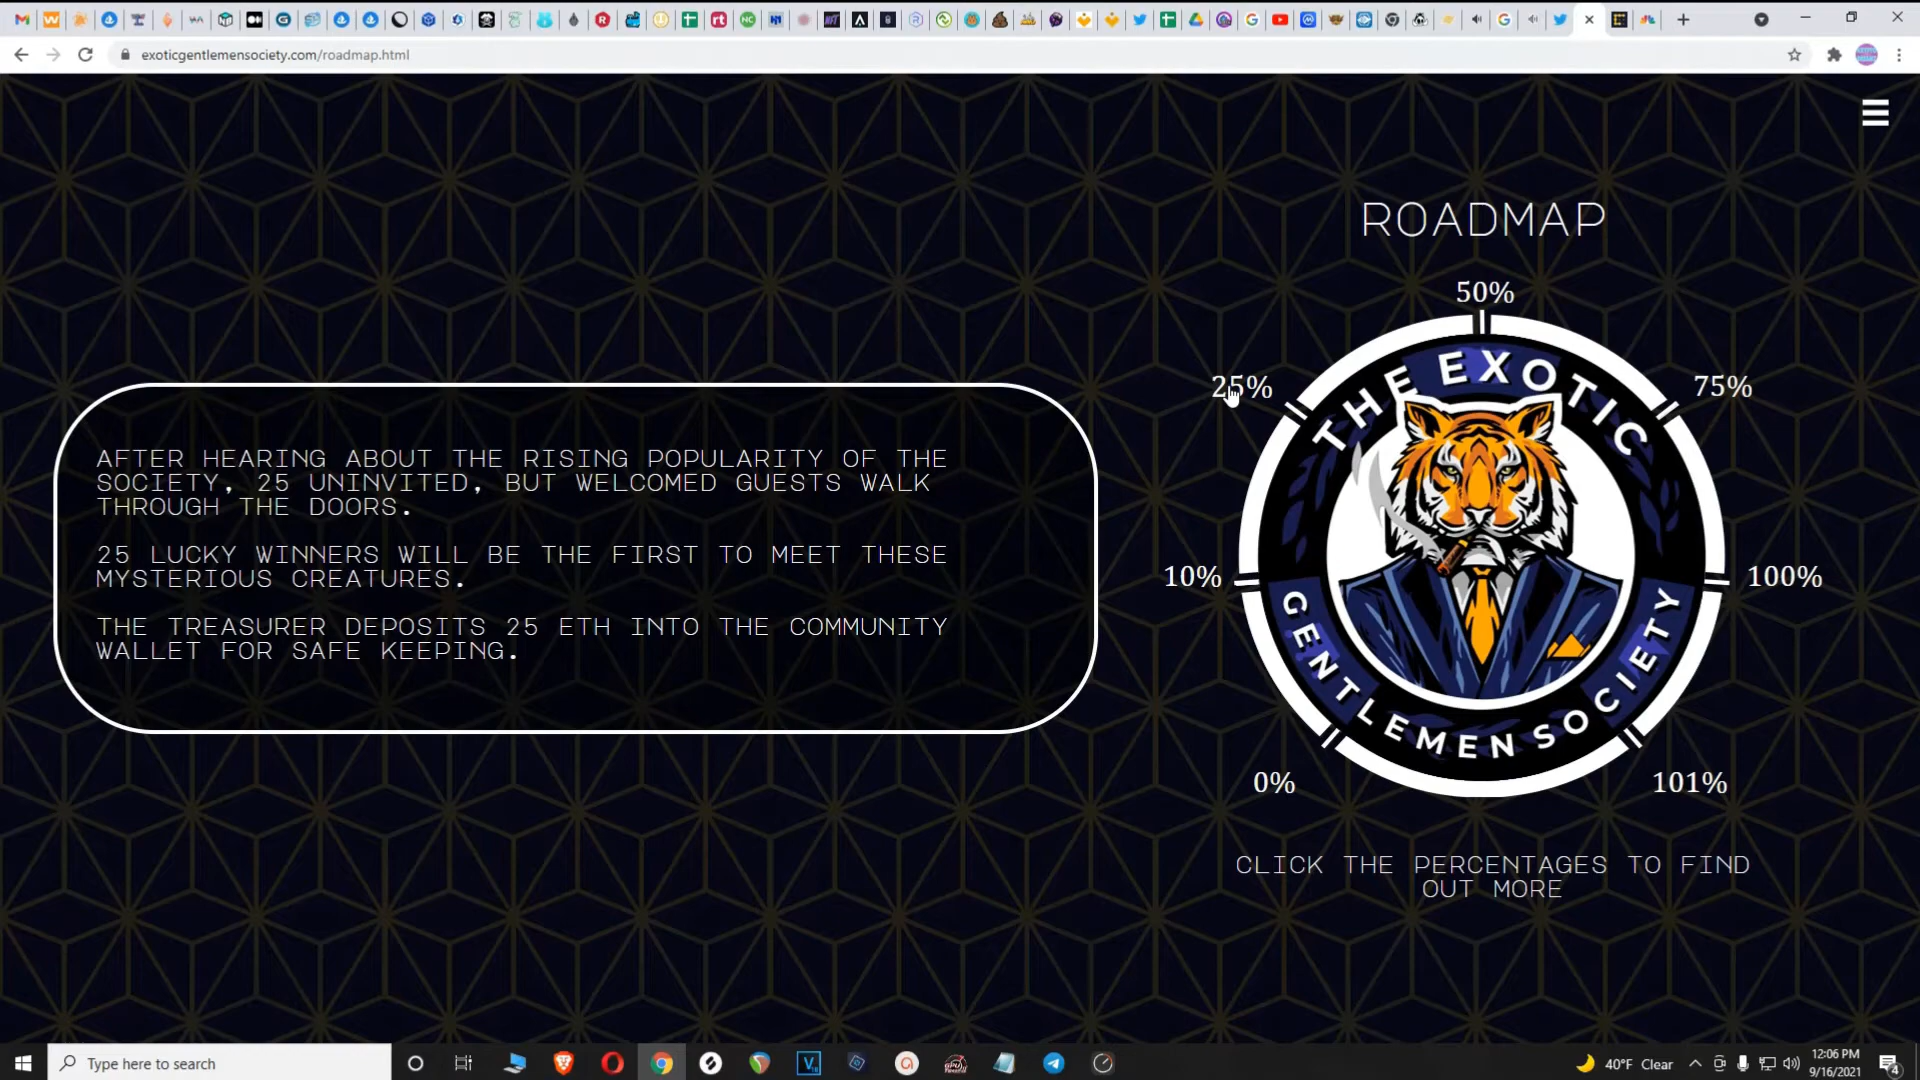 exoticgentlemensociety.com/roadmap.html
ROADMAP
50%
25%
75%
10%
100%
0%
101%
THE EXOTIC
GENTLEMEN SOCIETY
AFTER HEARING ABOUT THE RISING POPULARITY OF THE
SOCIETY, 25 UNINVITED, BUT WELCOMED GUESTS WALK
THROUGH THE DOORS.
25 LUCKY WINNERS WILL BE THE FIRST TO MEET THESE
MYSTERIOUS CREATURES.
THE TREASURER DEPOSITS 25 ETH INTO THE COMMUNITY
WALLET FOR SAFE KEEPING.
CLICK THE PERCENTAGES TO FIND
OUT MORE
Type here to search
40°F Clear
12:06 PM
9/16/2021
4